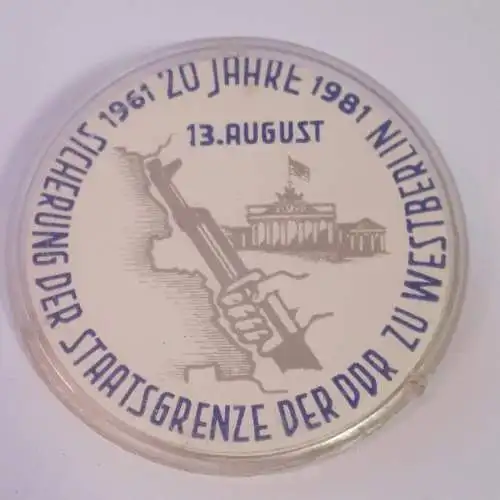 1961 20 JAHRE 1981
13. AUGUST
SICHERUNG DER STAATSGRENZE DER DDR ZU WESTBERLIN